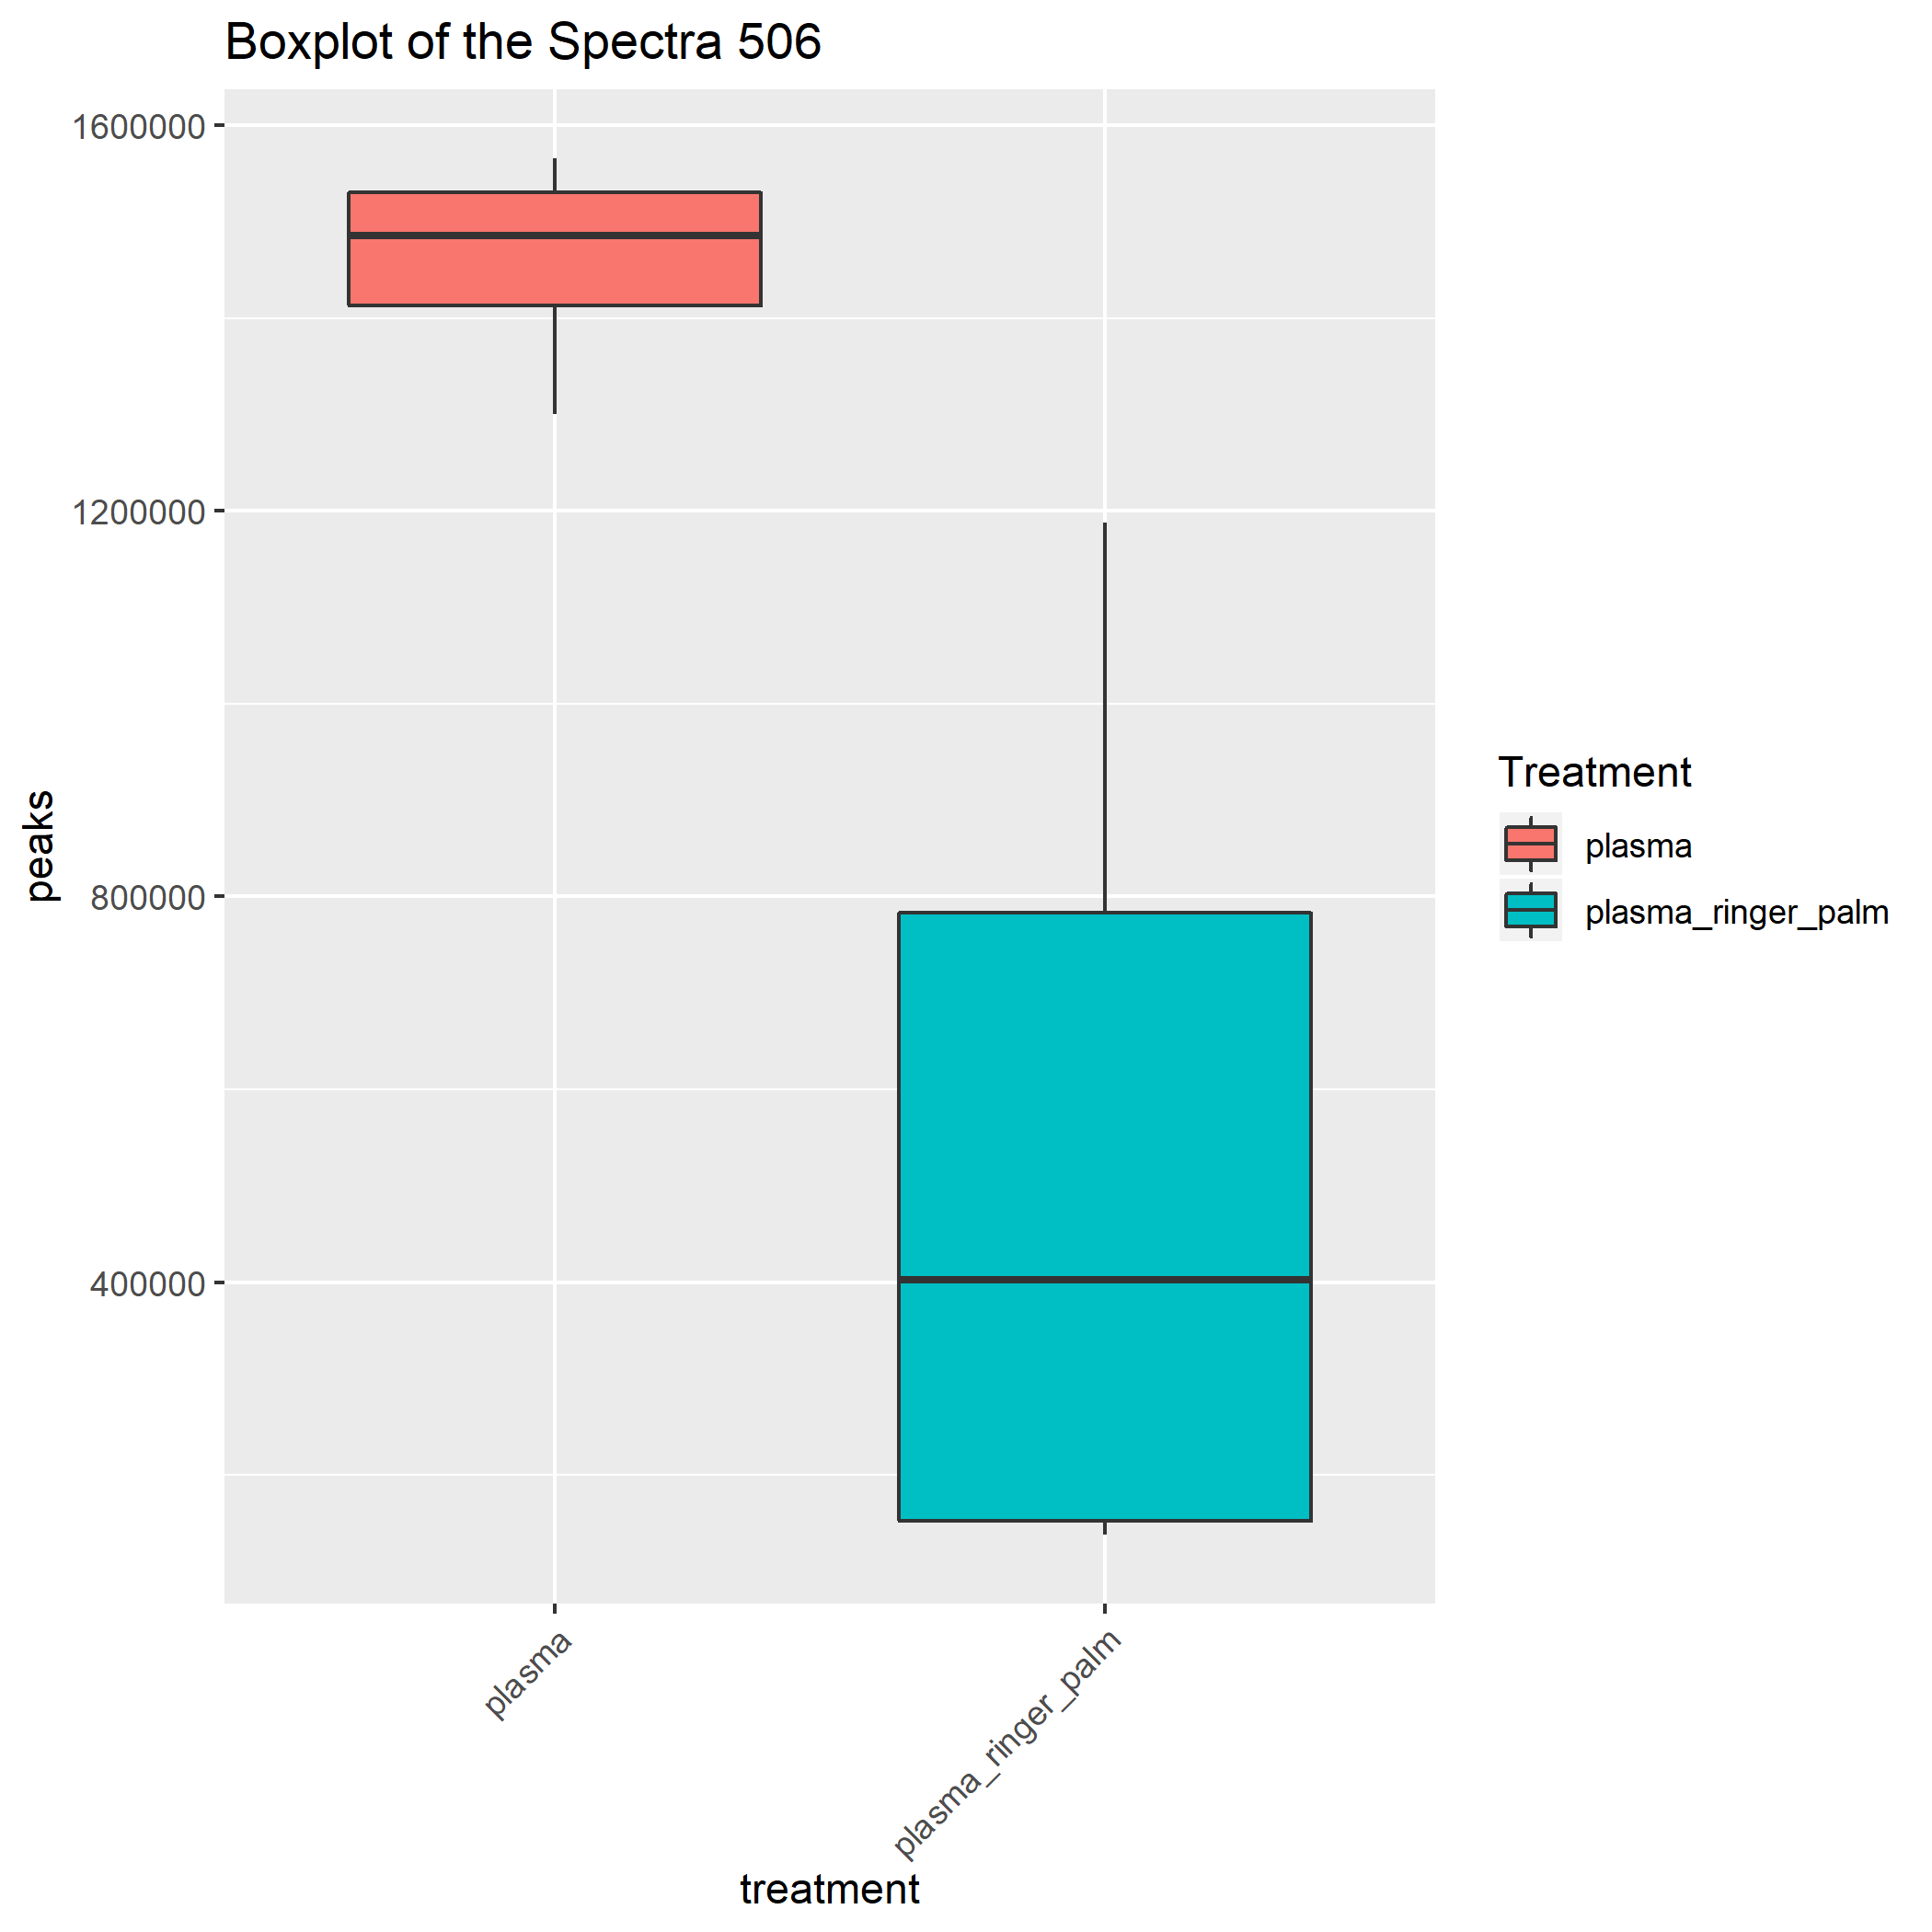 Boxplot of the Spectra 506
1600000
1200000
800000
400000
peaks
plasma
plasma_ringer_palm
treatment
Treatment
plasma
plasma_ringer_palm